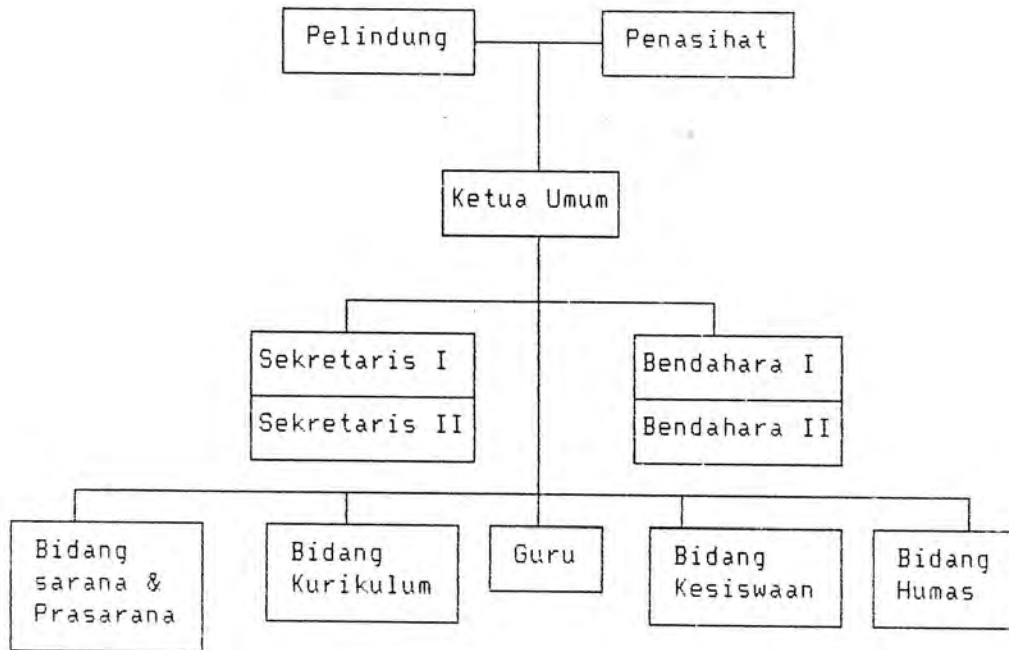 Pelindung
Penasihat
Ketua Umum
Sekretaris I
Sekretaris II
Bendahara I
Bendahara II
Bidang
sarana &
Prasarana
Bidang
Kurikulum
Guru
Bidang
Kesiswaan
Bidang
Humas